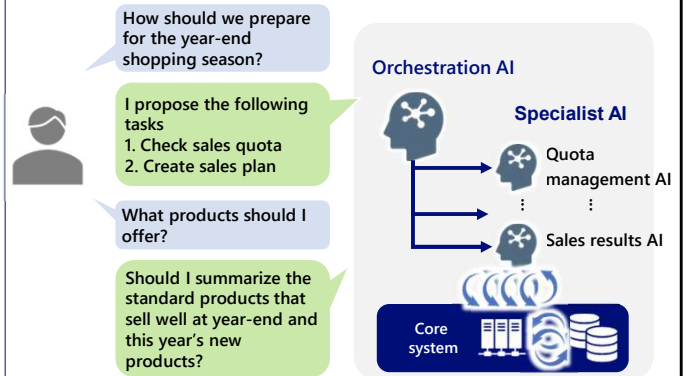 How should we prepare
for the year-end
shopping season?
I propose the following
tasks
1. Check sales quota
2. Create sales plan
What products should I
offer?
Should I summarize the
standard products that
sell well at year-end and
this year's new
products?
Orchestration AI
Specialist AI
Quota
management AI
⋮ ⋮
Sales results AI
Core
system